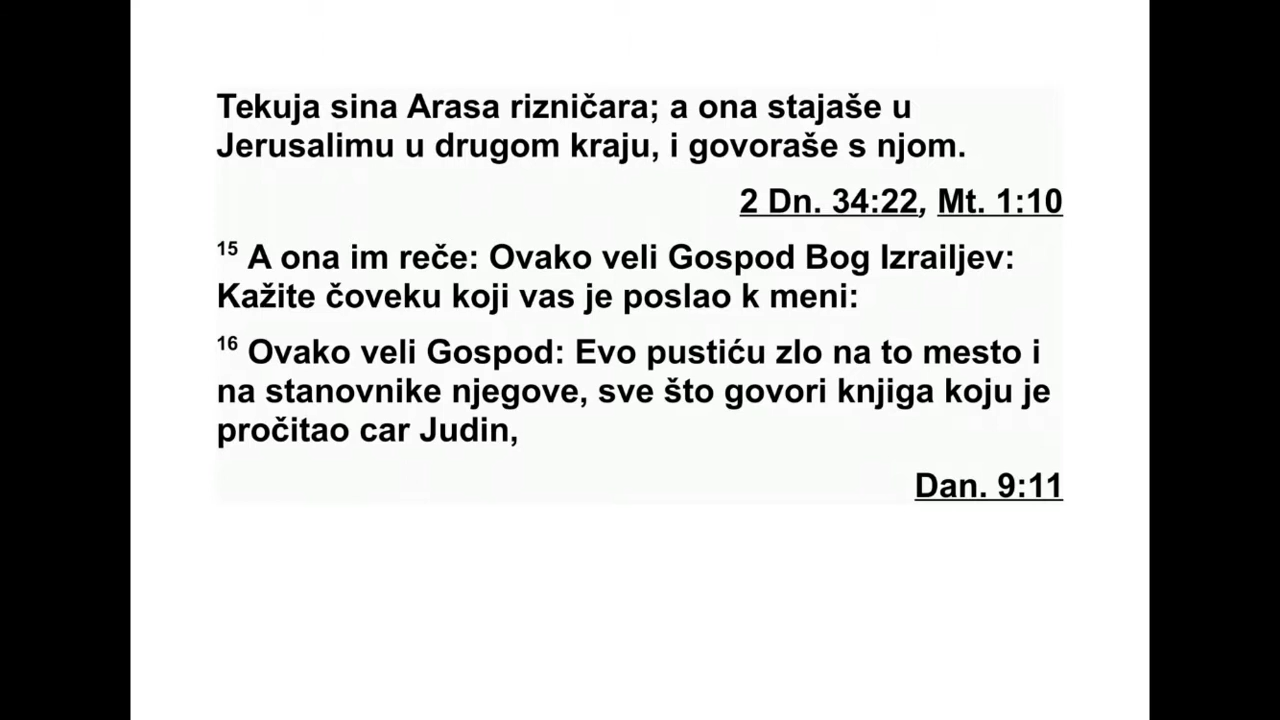 Tekuja sina Arasa rizničara; a ona stajaše u
Jerusalimu u drugom kraju, i govoraše s njom.
2 Dn. 34:22, Mt. 1:10
15 A ona im reče: Ovako veli Gospod Bog Izrailjev:
Kažite čoveku koji vas je poslao k meni:
16 Ovako veli Gospod: Evo pustiću zlo na to mesto i
na stanovnike njegove, sve što govori knjiga koju je
pročitao car Judin,
Dan. 9:11